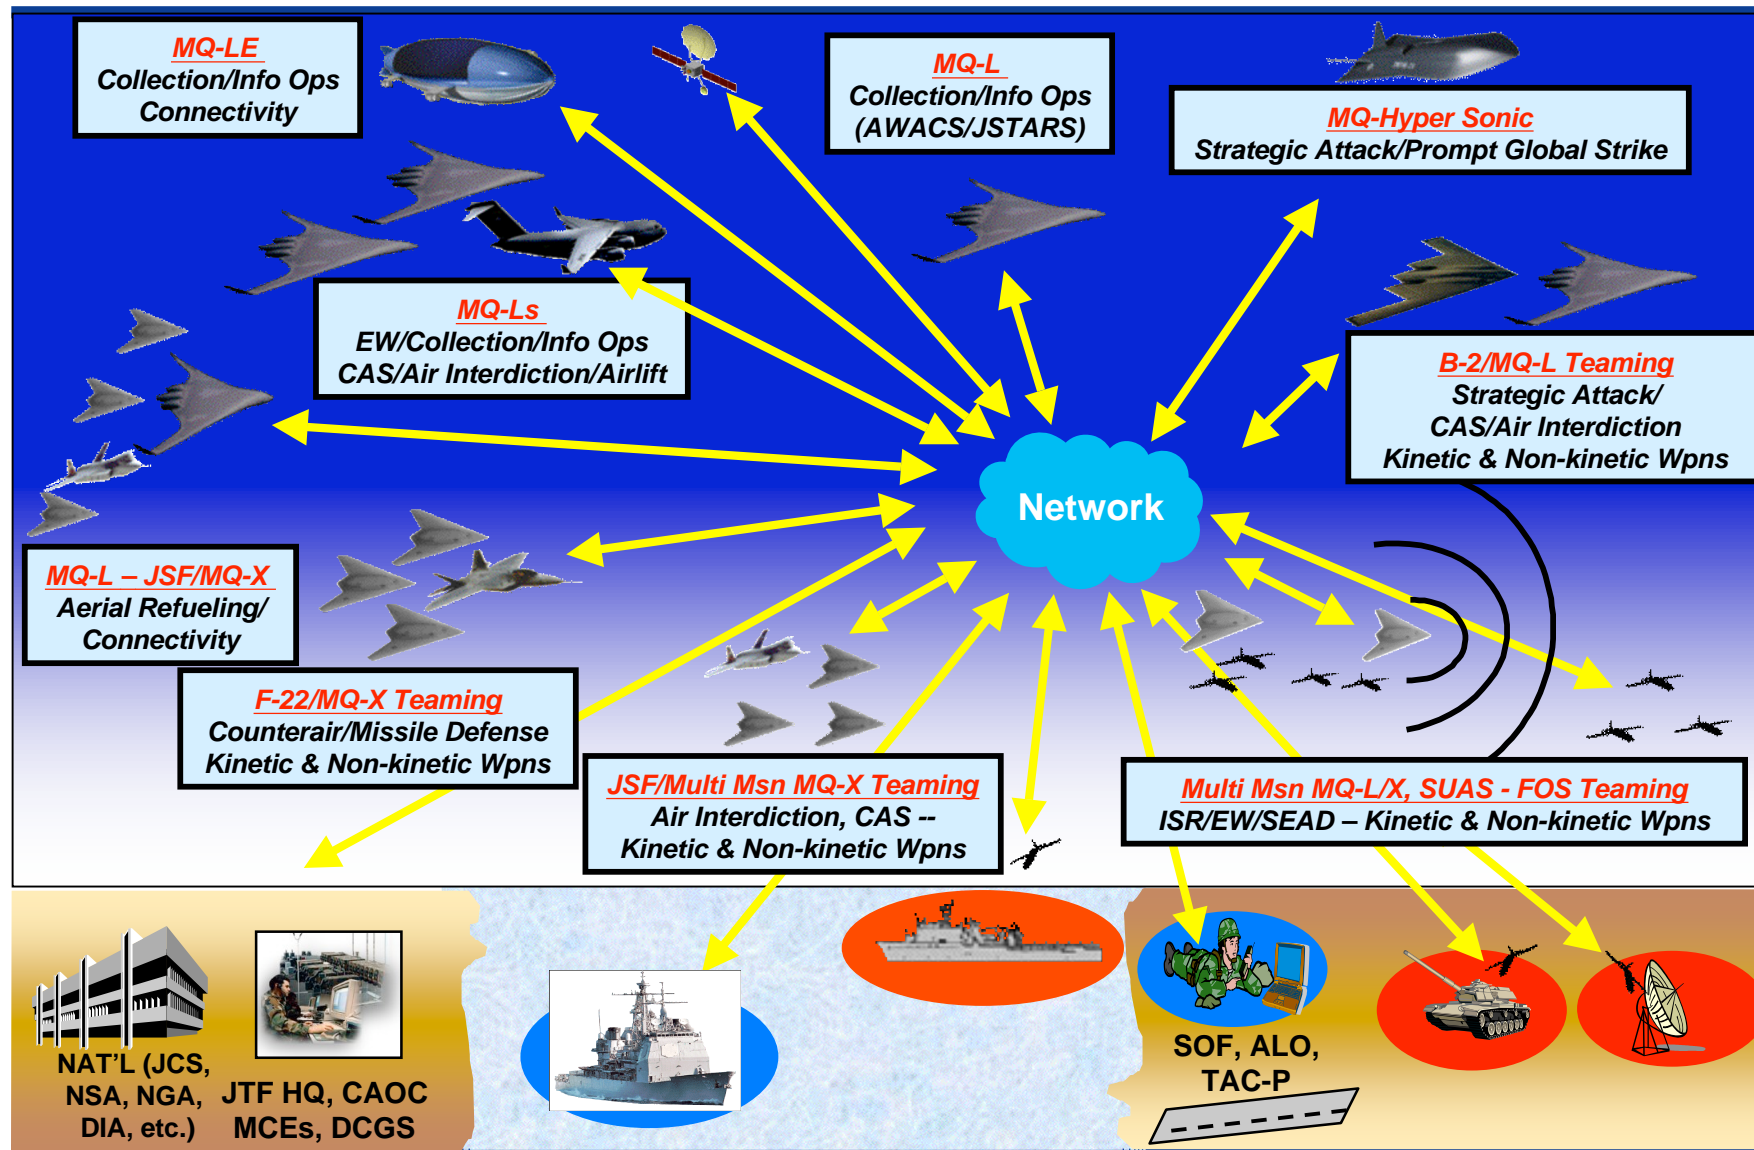 MQ-LE
Collection/Info Ops
Connectivity
MQ-L
Collection/Info Ops
(AWACS/JSTARS)
MQ-Hyper Sonic
Strategic Attack/Prompt Global Strike
MQ-Ls
EW/Collection/Info Ops
CAS/Air Interdiction/Airlift
B-2/MQ-L Teaming
Strategic Attack/
CAS/Air Interdiction
Kinetic & Non-kinetic Wpns
Network
MQ-L – JSF/MQ-X
Aerial Refueling/
Connectivity
F-22/MQ-X Teaming
Counterair/Missile Defense
Kinetic & Non-kinetic Wpns
JSF/Multi Msn MQ-X Teaming
Air Interdiction, CAS --
Kinetic & Non-kinetic Wpns
Multi Msn MQ-L/X, SUAS - FOS Teaming
ISR/EW/SEAD – Kinetic & Non-kinetic Wpns
NAT'L (JCS,
NSA, NGA,
DIA, etc.)
JTF HQ, CAOC
MCEs, DCGS
SOF, ALO,
TAC-P